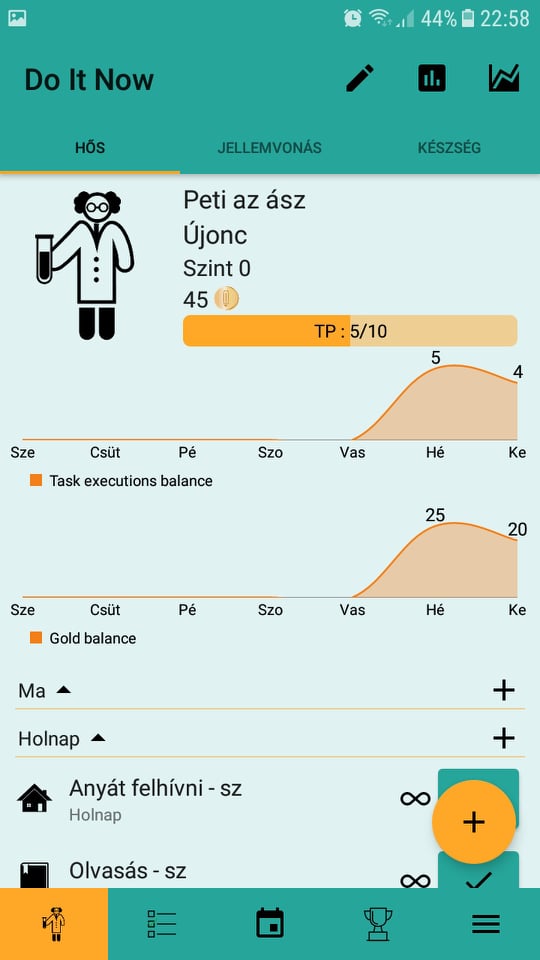 44% 22:58
Do It Now
HŐS JELLEMVONÁS KÉSZSÉG
Peti az ász
Újonc
Szint 0
45
TP : 5/10
5
4
Sze Csüt Pé Szo Vas Hé Ke
Task executions balance
25
20
Sze Csüt Pé Szo Vas Hé Ke
Gold balance
Ma
Holnap
Anyát felhívni - sz
Holnap
Olvasás - sz